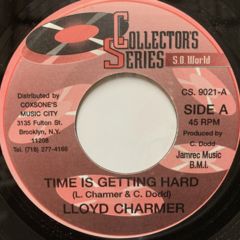 COLLECTOR'S
SERIES
S.O. World
Distributed by
COXSONE'S
MUSIC CITY
3135 Fulton St.
Brooklyn, N.Y.
11208
Tel: (718) 277-4166
CS. 9021-A
SIDE A
45 RPM
Produced by
C. Dodd
Jamrec Music
B.M.I.
TIME IS GETTING HARD
(L. Charmer & C. Dodd)
LLOYD CHARMER